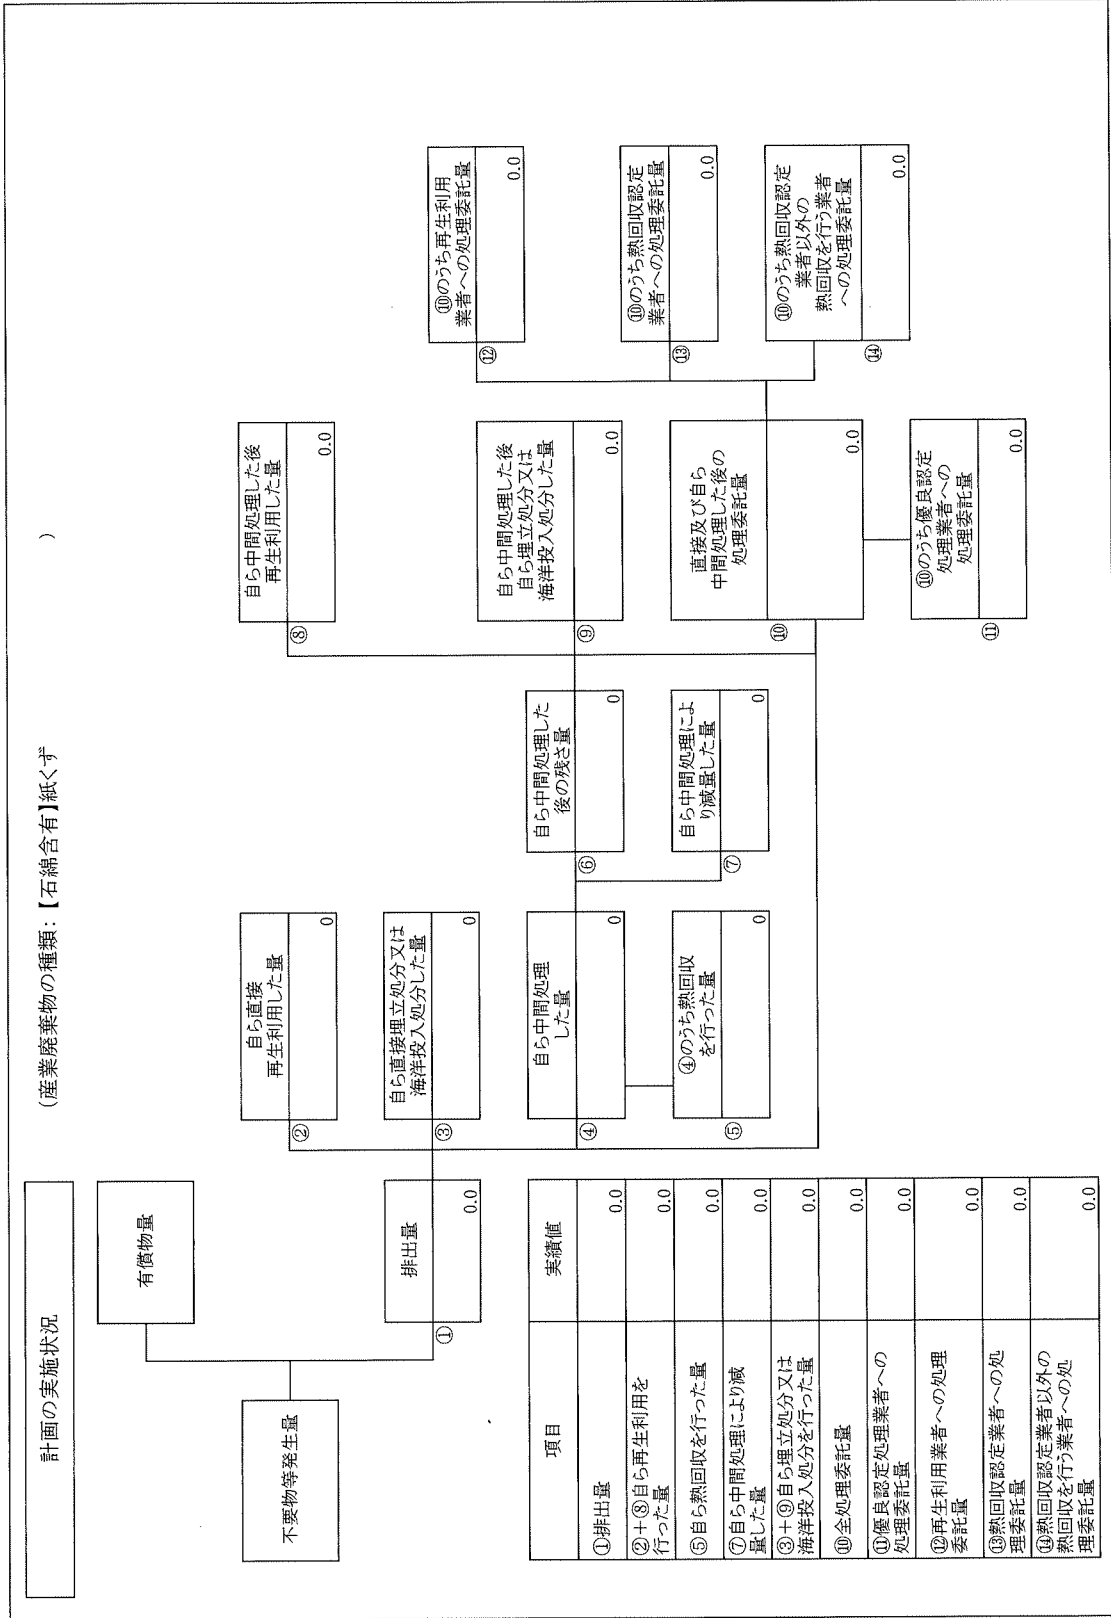 計画の実施状況
(産業廃棄物の種類:【石綿含有】紙くず )
有償物量
不要物等発生量
①
排出量
0.0
②
自ら直接
再生利用した量
0
③
自ら直接埋立処分又は
海洋投入処分した量
0
④
自ら中間処理
した量
0
⑤
④のうち熱回収
を行った量
0
⑥
自ら中間処理した
後の残さ量
0
⑦
自ら中間処理によ
り減量した量
0
⑧
自ら中間処理した後
再生利用した量
0.0
⑨
自ら中間処理した後
自ら埋立処分又は
海洋投入処分した量
0.0
⑩
直接及び自ら
中間処理した後の
処理委託量
0.0
⑪
⑩のうち優良認定
処理業者への
処理委託量
0.0
⑫
⑩のうち再生利用
業者への処理委託量
0.0
⑬
⑩のうち熱回収認定
業者への処理委託量
0.0
⑭
⑩のうち熱回収認定
業者以外の
熱回収を行う業者
への処理委託量
0.0
項目 実績値
①排出量 0.0
②+⑧自ら再生利用を
行った量 0.0
⑤自ら熱回収を行った量 0.0
⑦自ら中間処理により減
量した量 0.0
③+⑨自ら埋立処分又は
海洋投入処分を行った量 0.0
⑩全処理委託量 0.0
⑪優良認定処理業者への
処理委託量 0.0
⑫再生利用業者への処理
委託量 0.0
⑬熱回収認定業者への処
理委託量 0.0
⑭熱回収認定業者以外の
熱回収を行う業者への処
理委託量 0.0